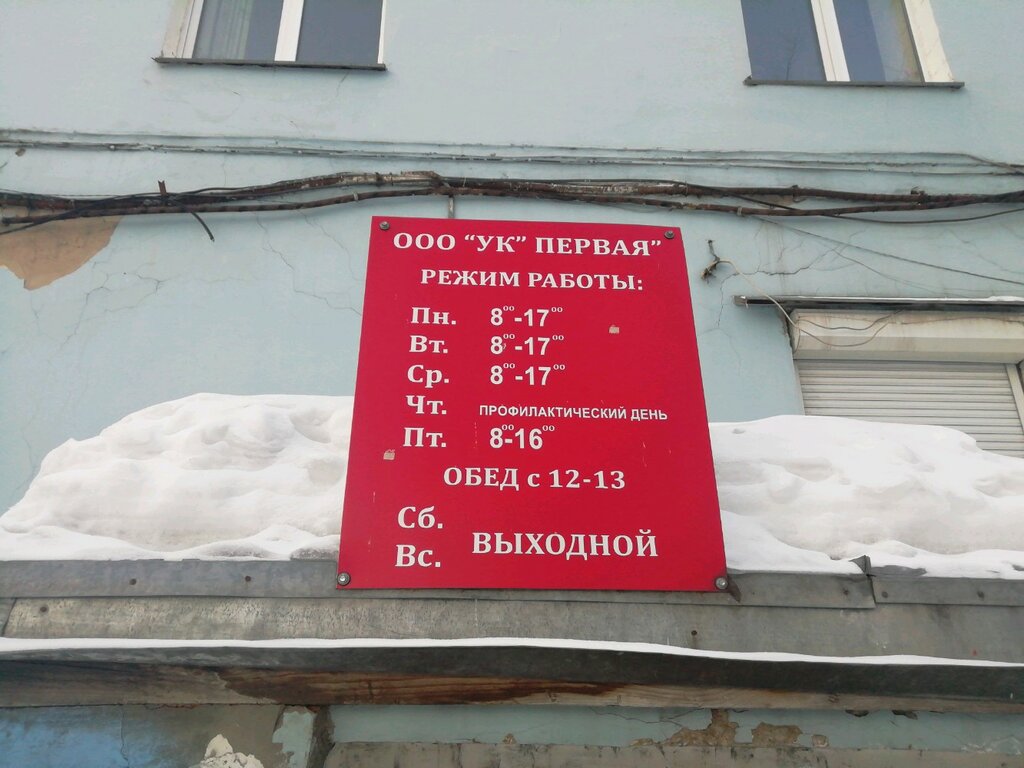 ООО “УК” ПЕРВАЯ”
РЕЖИМ РАБОТЫ:
Пн. 8⁰⁰-17⁰⁰
Вт. 8⁰⁰-17⁰⁰
Ср. 8⁰⁰-17⁰⁰
Чт. ПРОФИЛАКТИЧЕСКИЙ ДЕНЬ
Пт. 8⁰⁰-16⁰⁰
ОБЕД с 12-13
Сб.
Вс. ВЫХОДНОЙ